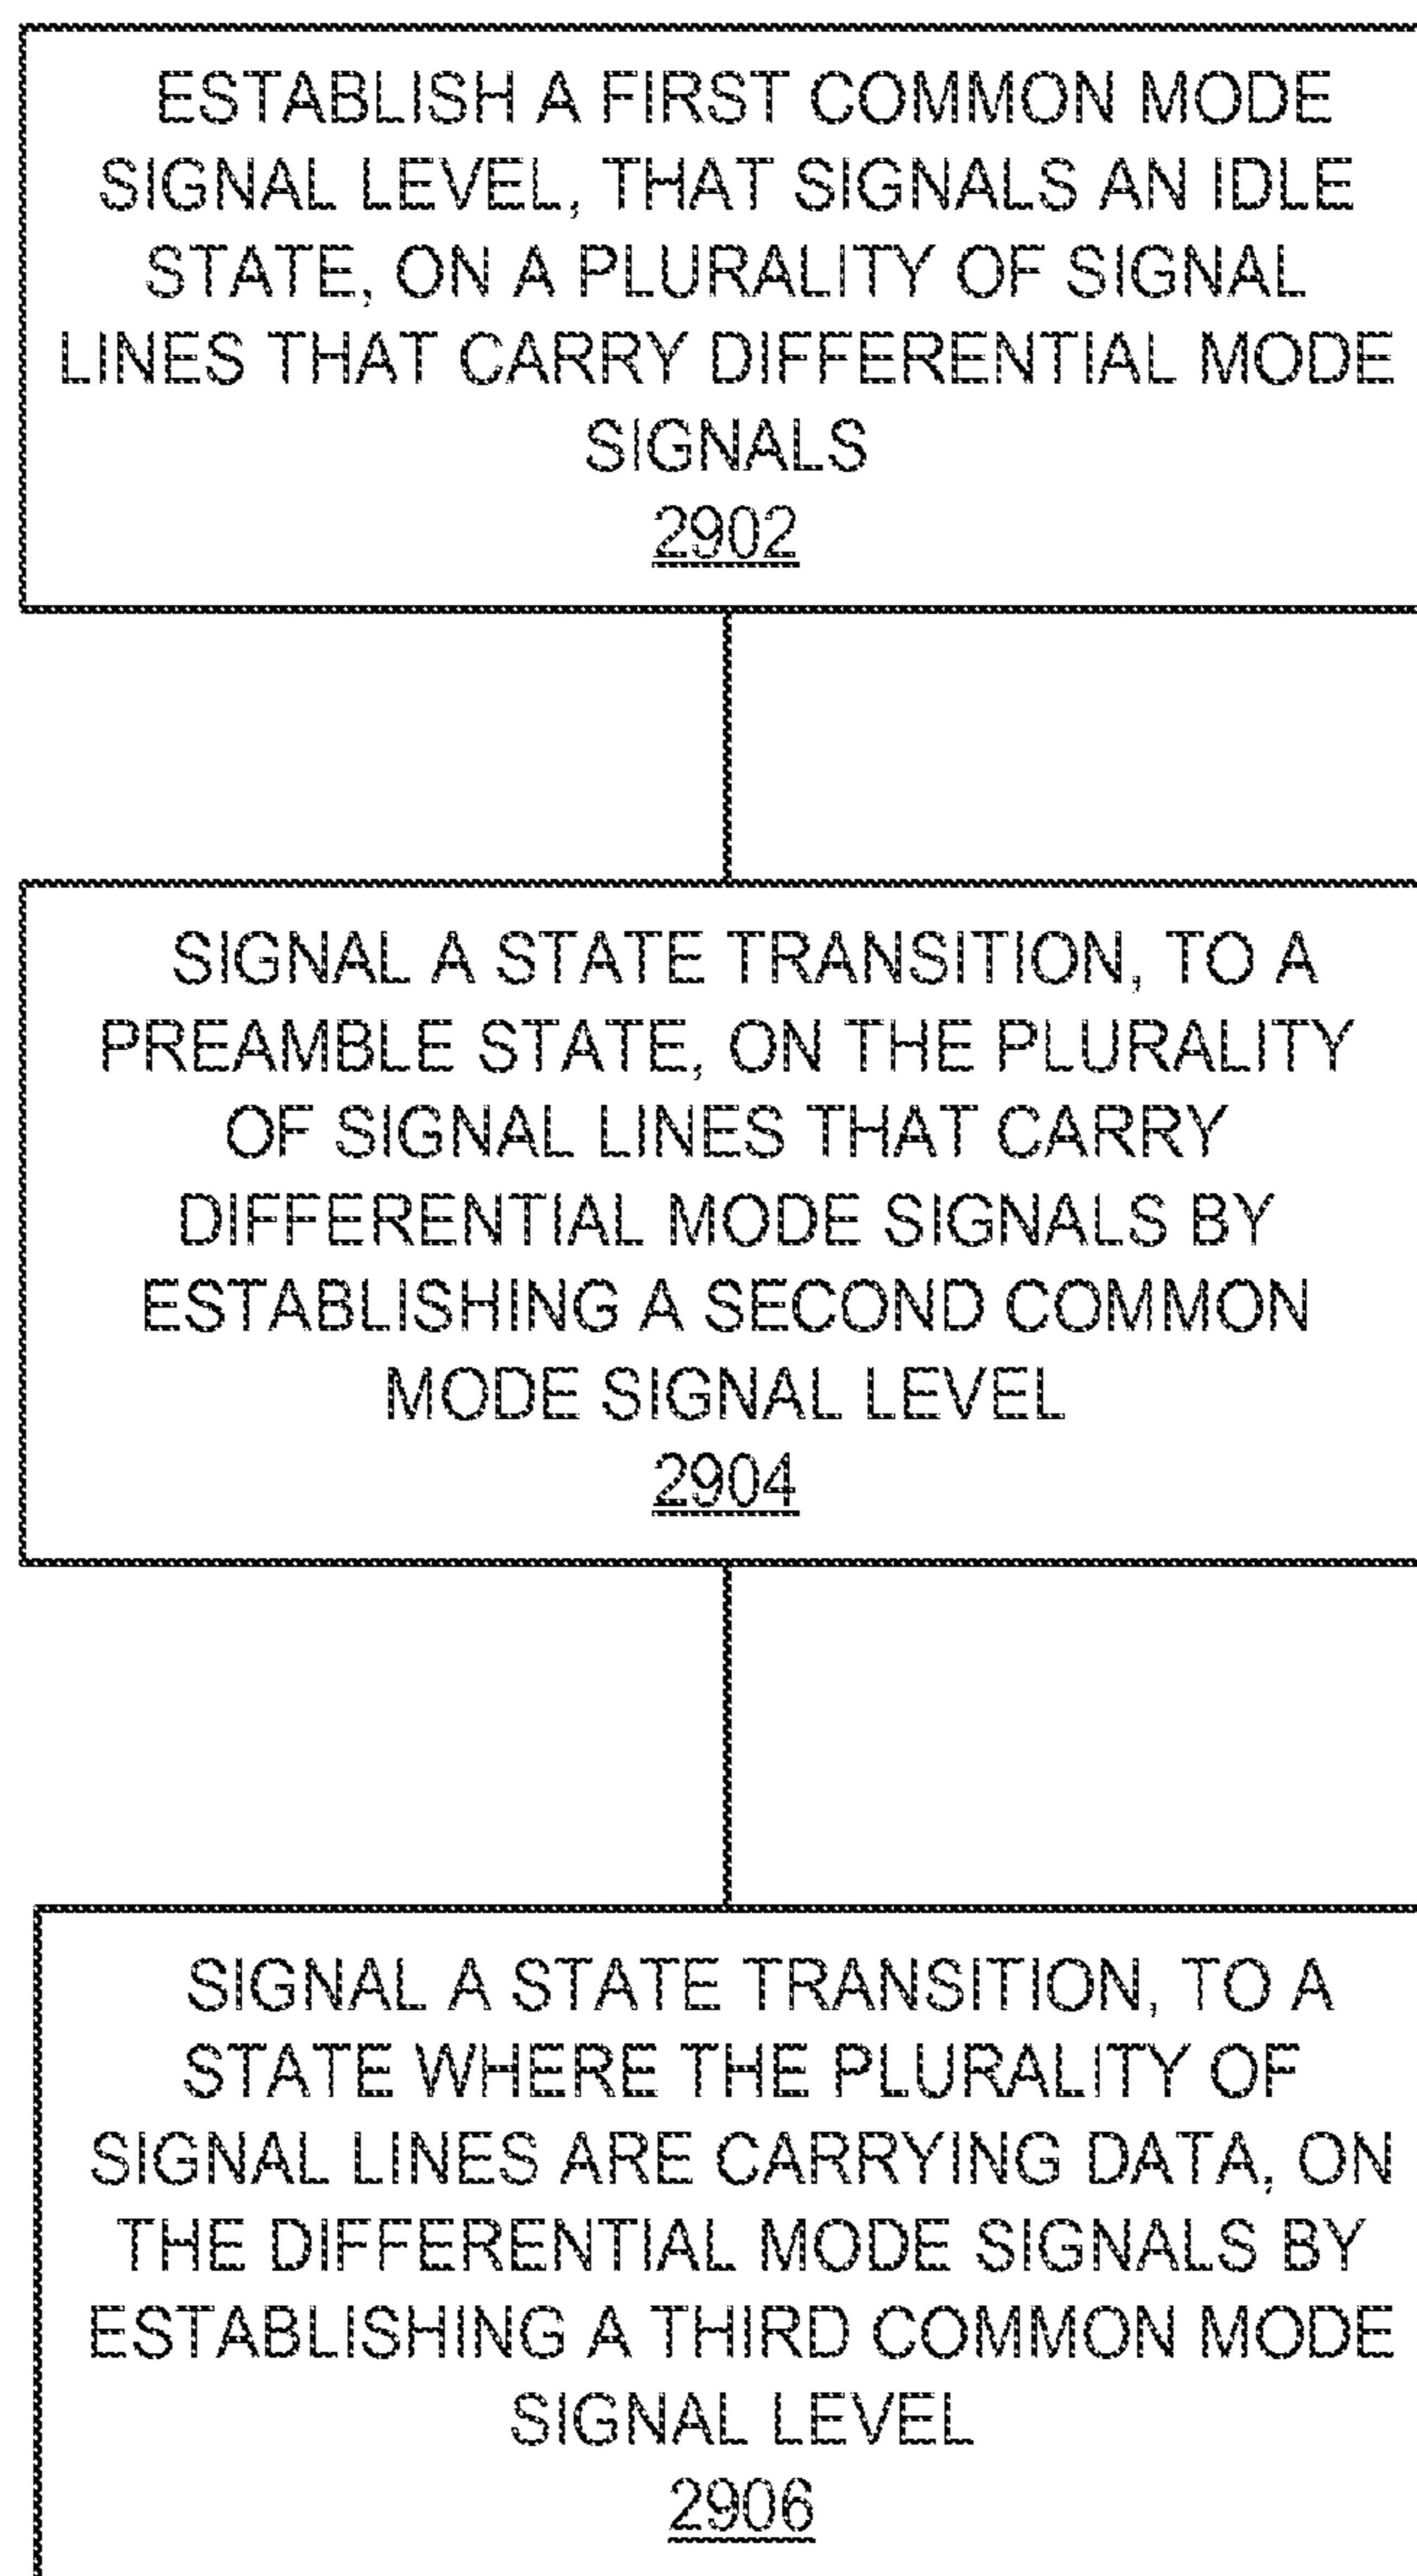 ESTABLISH A FIRST COMMON MODE
SIGNAL LEVEL, THAT SIGNALS AN IDLE
STATE, ON A PLURALITY OF SIGNAL
LINES THAT CARRY DIFFERENTIAL MODE
SIGNALS
2902
SIGNAL A STATE TRANSITION, TO A
PREAMBLE STATE, ON THE PLURALITY
OF SIGNAL LINES THAT CARRY
DIFFERENTIAL MODE SIGNALS BY
ESTABLISHING A SECOND COMMON
MODE SIGNAL LEVEL
2904
SIGNAL A STATE TRANSITION, TO A
STATE WHERE THE PLURALITY OF
SIGNAL LINES ARE CARRYING DATA, ON
THE DIFFERENTIAL MODE SIGNALS BY
ESTABLISHING A THIRD COMMON MODE
SIGNAL LEVEL
2906